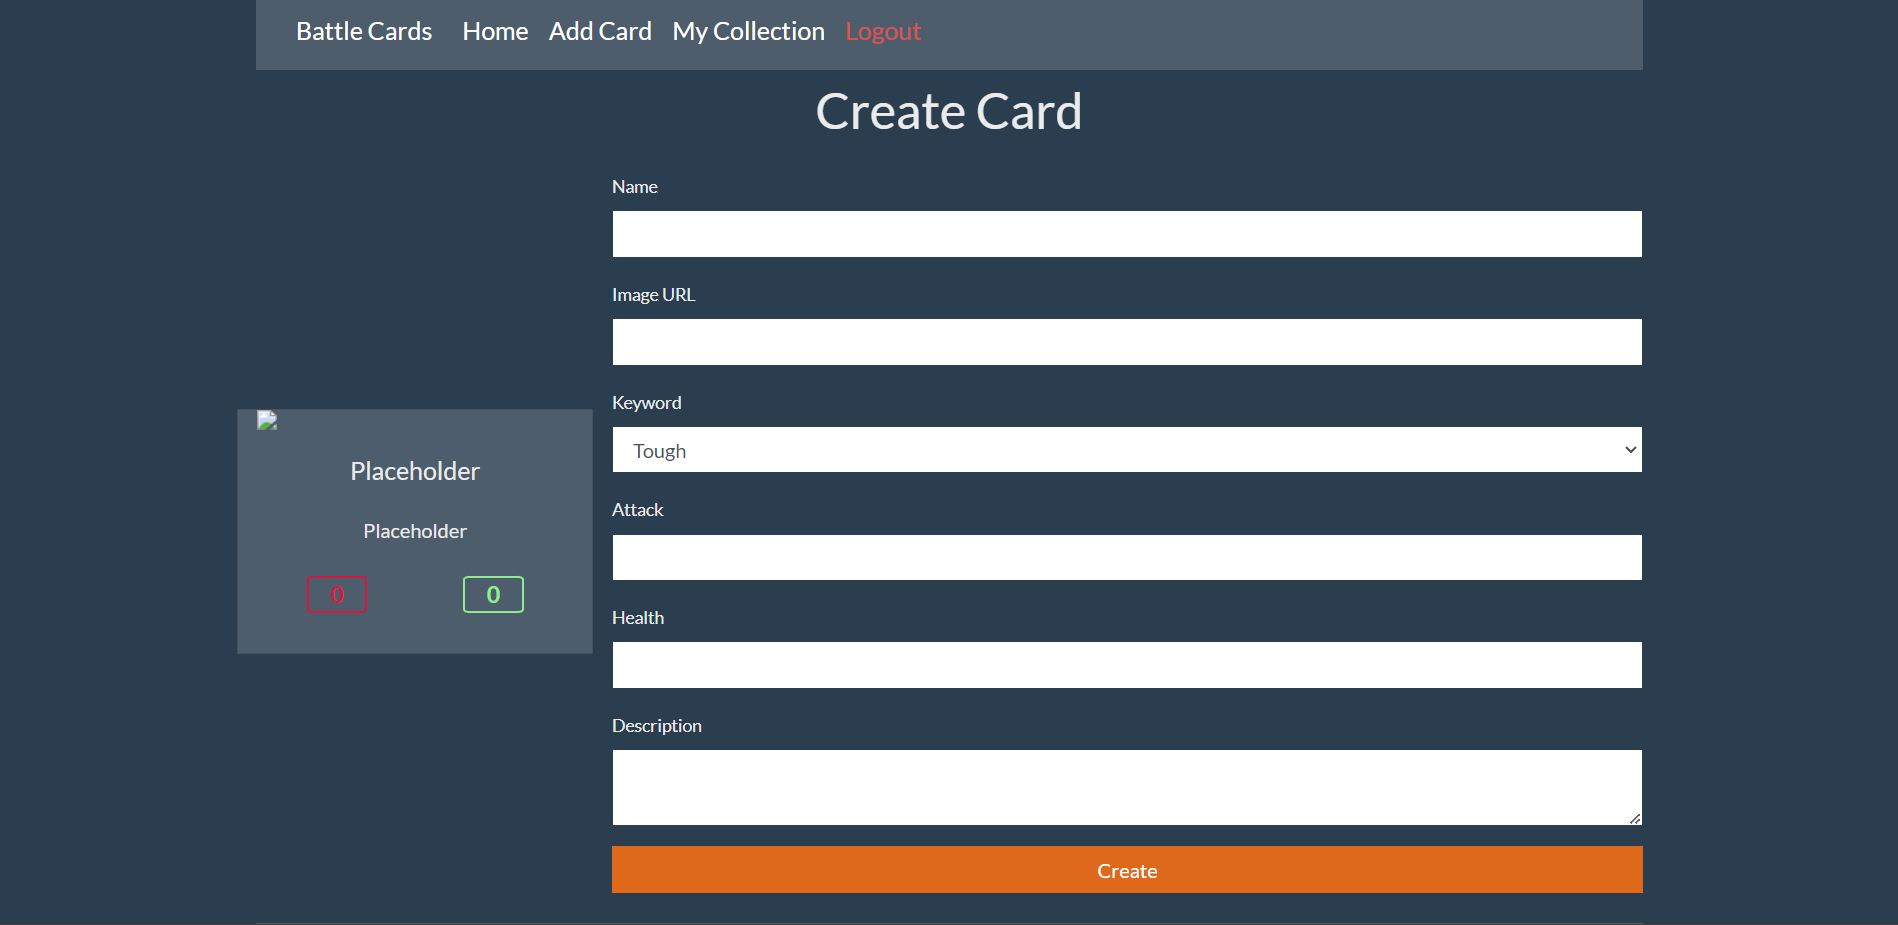 Battle Cards Home Add Card My Collection Logout
Create Card
Name
Image URL
Keyword
Tough
Placeholder
Placeholder
0 0
Attack
Health
Description
Create